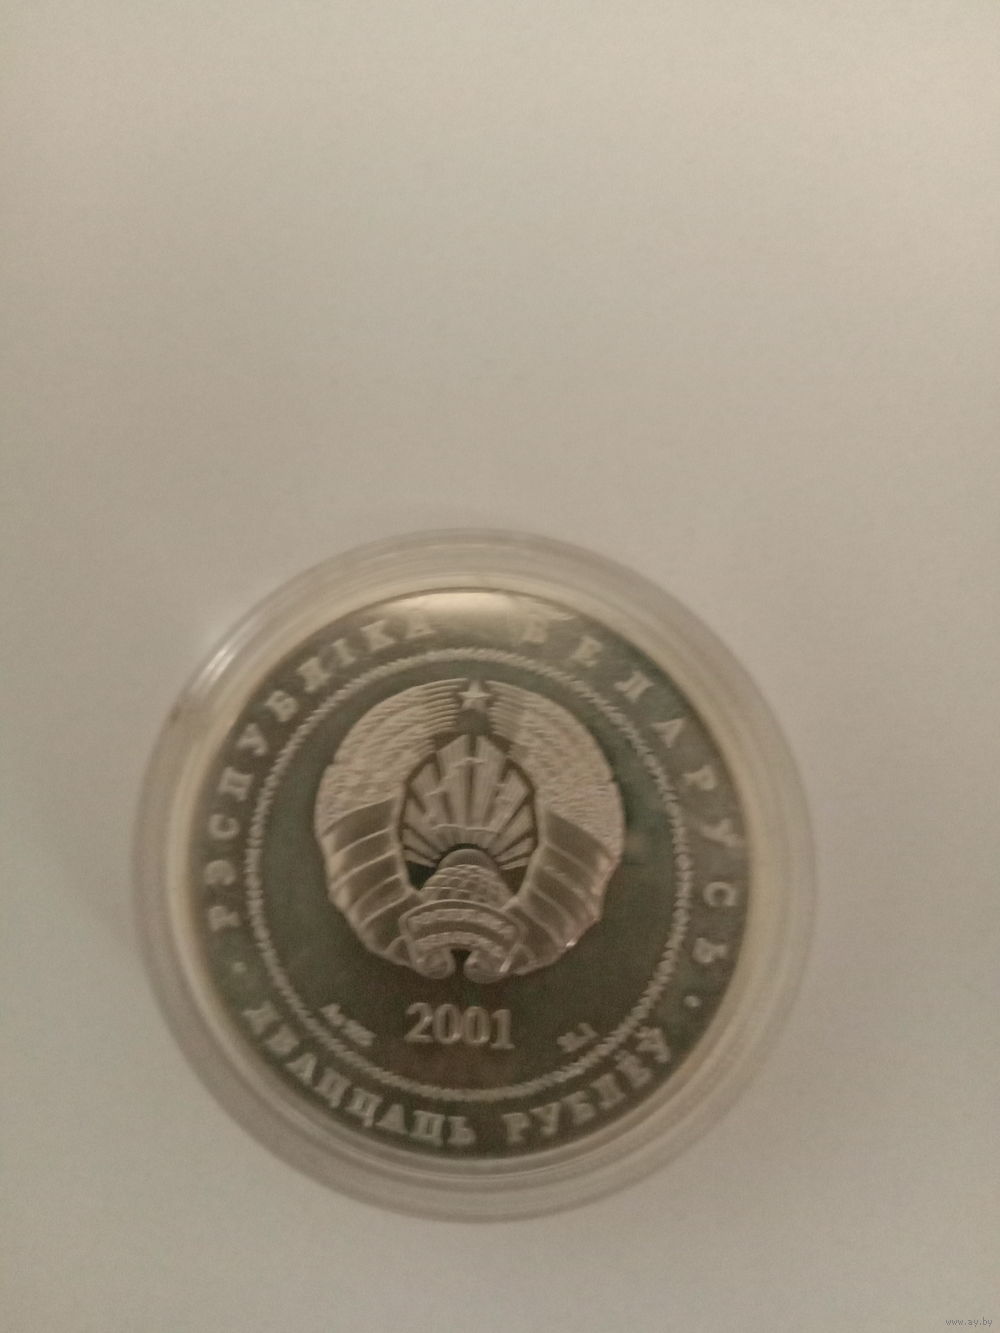 РЭСПУБЛІКА БЕЛАРУСЬ
2001
ДВАЦЦАЦЬ РУБЛЁЎ
www.ay.by